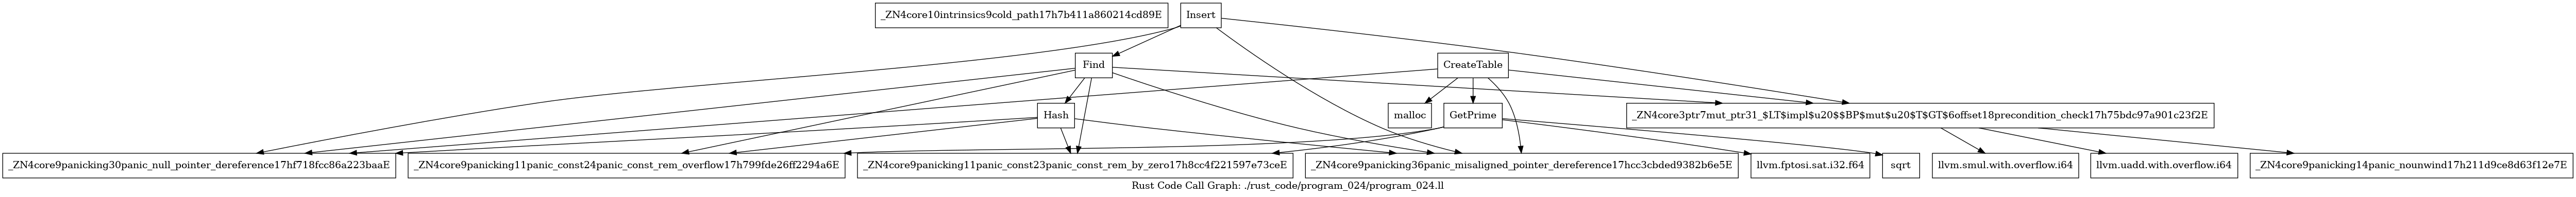 _ZN4core10intrinsics9cold_path17h7b411a860214cd89E
Insert
Find
CreateTable
Hash
malloc
GetPrime
_ZN4core3ptr7mut_ptr31_$LT$impl$u20$$BP$mut$u20$T$GT$6offset18precondition_check17h75bdc97a901c23f2E
_ZN4core9panicking30panic_null_pointer_dereference17hf718fcc86a223baaE
_ZN4core9panicking11panic_const24panic_const_rem_overflow17h799fde26ff2294a6E
_ZN4core9panicking11panic_const23panic_const_rem_by_zero17h8cc4f221597e73ceE
_ZN4core9panicking36panic_misaligned_pointer_dereference17hcc3cbded9382b6e5E
llvm.fptosi.sat.i32.f64
sqrt
llvm.smul.with.overflow.i64
llvm.uadd.with.overflow.i64
_ZN4core9panicking14panic_nounwind17h211d9ce8d63f12e7E
Rust Code Call Graph: ./rust_code/program_024/program_024.ll